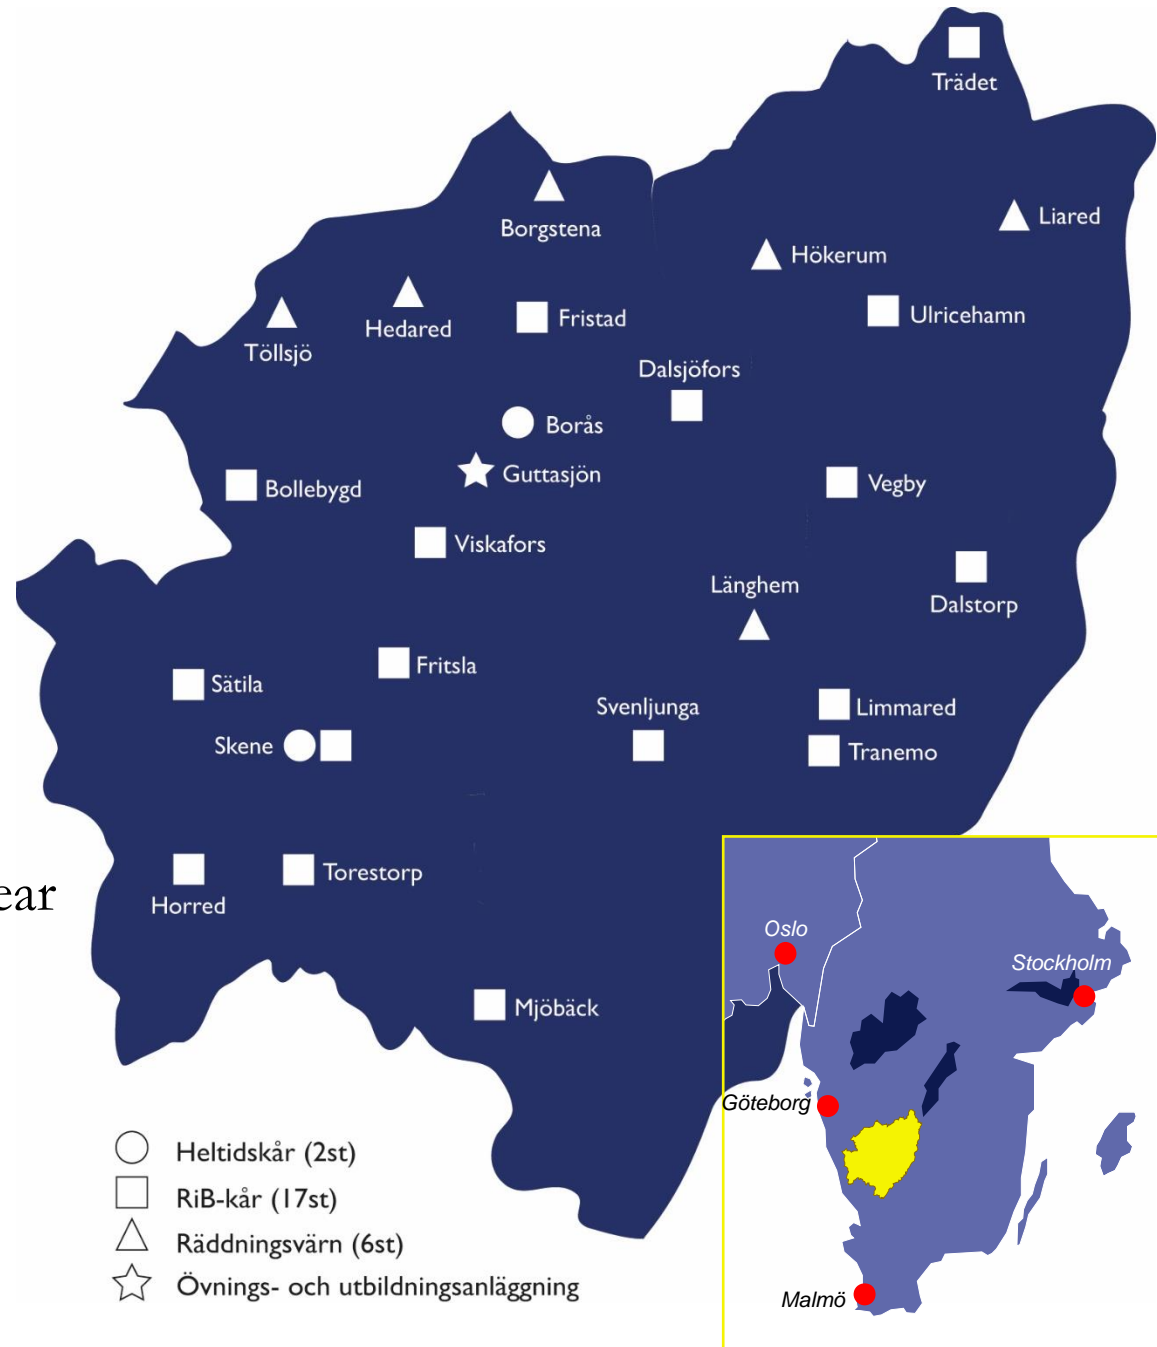 Trädet
Borgstena
Liared
Hökerum
Töllsjö
Hedared
Fristad
Ulricehamn
Dalsjöfors
Borås
Guttasjön
Bollebygd
Vegby
Viskafors
Länghem
Dalstorp
Sätila
Fritsla
Svenljunga
Limmared
Skene
Tranemo
ear
Horred
Torestorp
Mjöbäck
Oslo
Stockholm
Göteborg
Malmö
Heltidskår (2st)
RiB-kår (17st)
Räddningsvärn (6st)
Övnings- och utbildningsanläggning